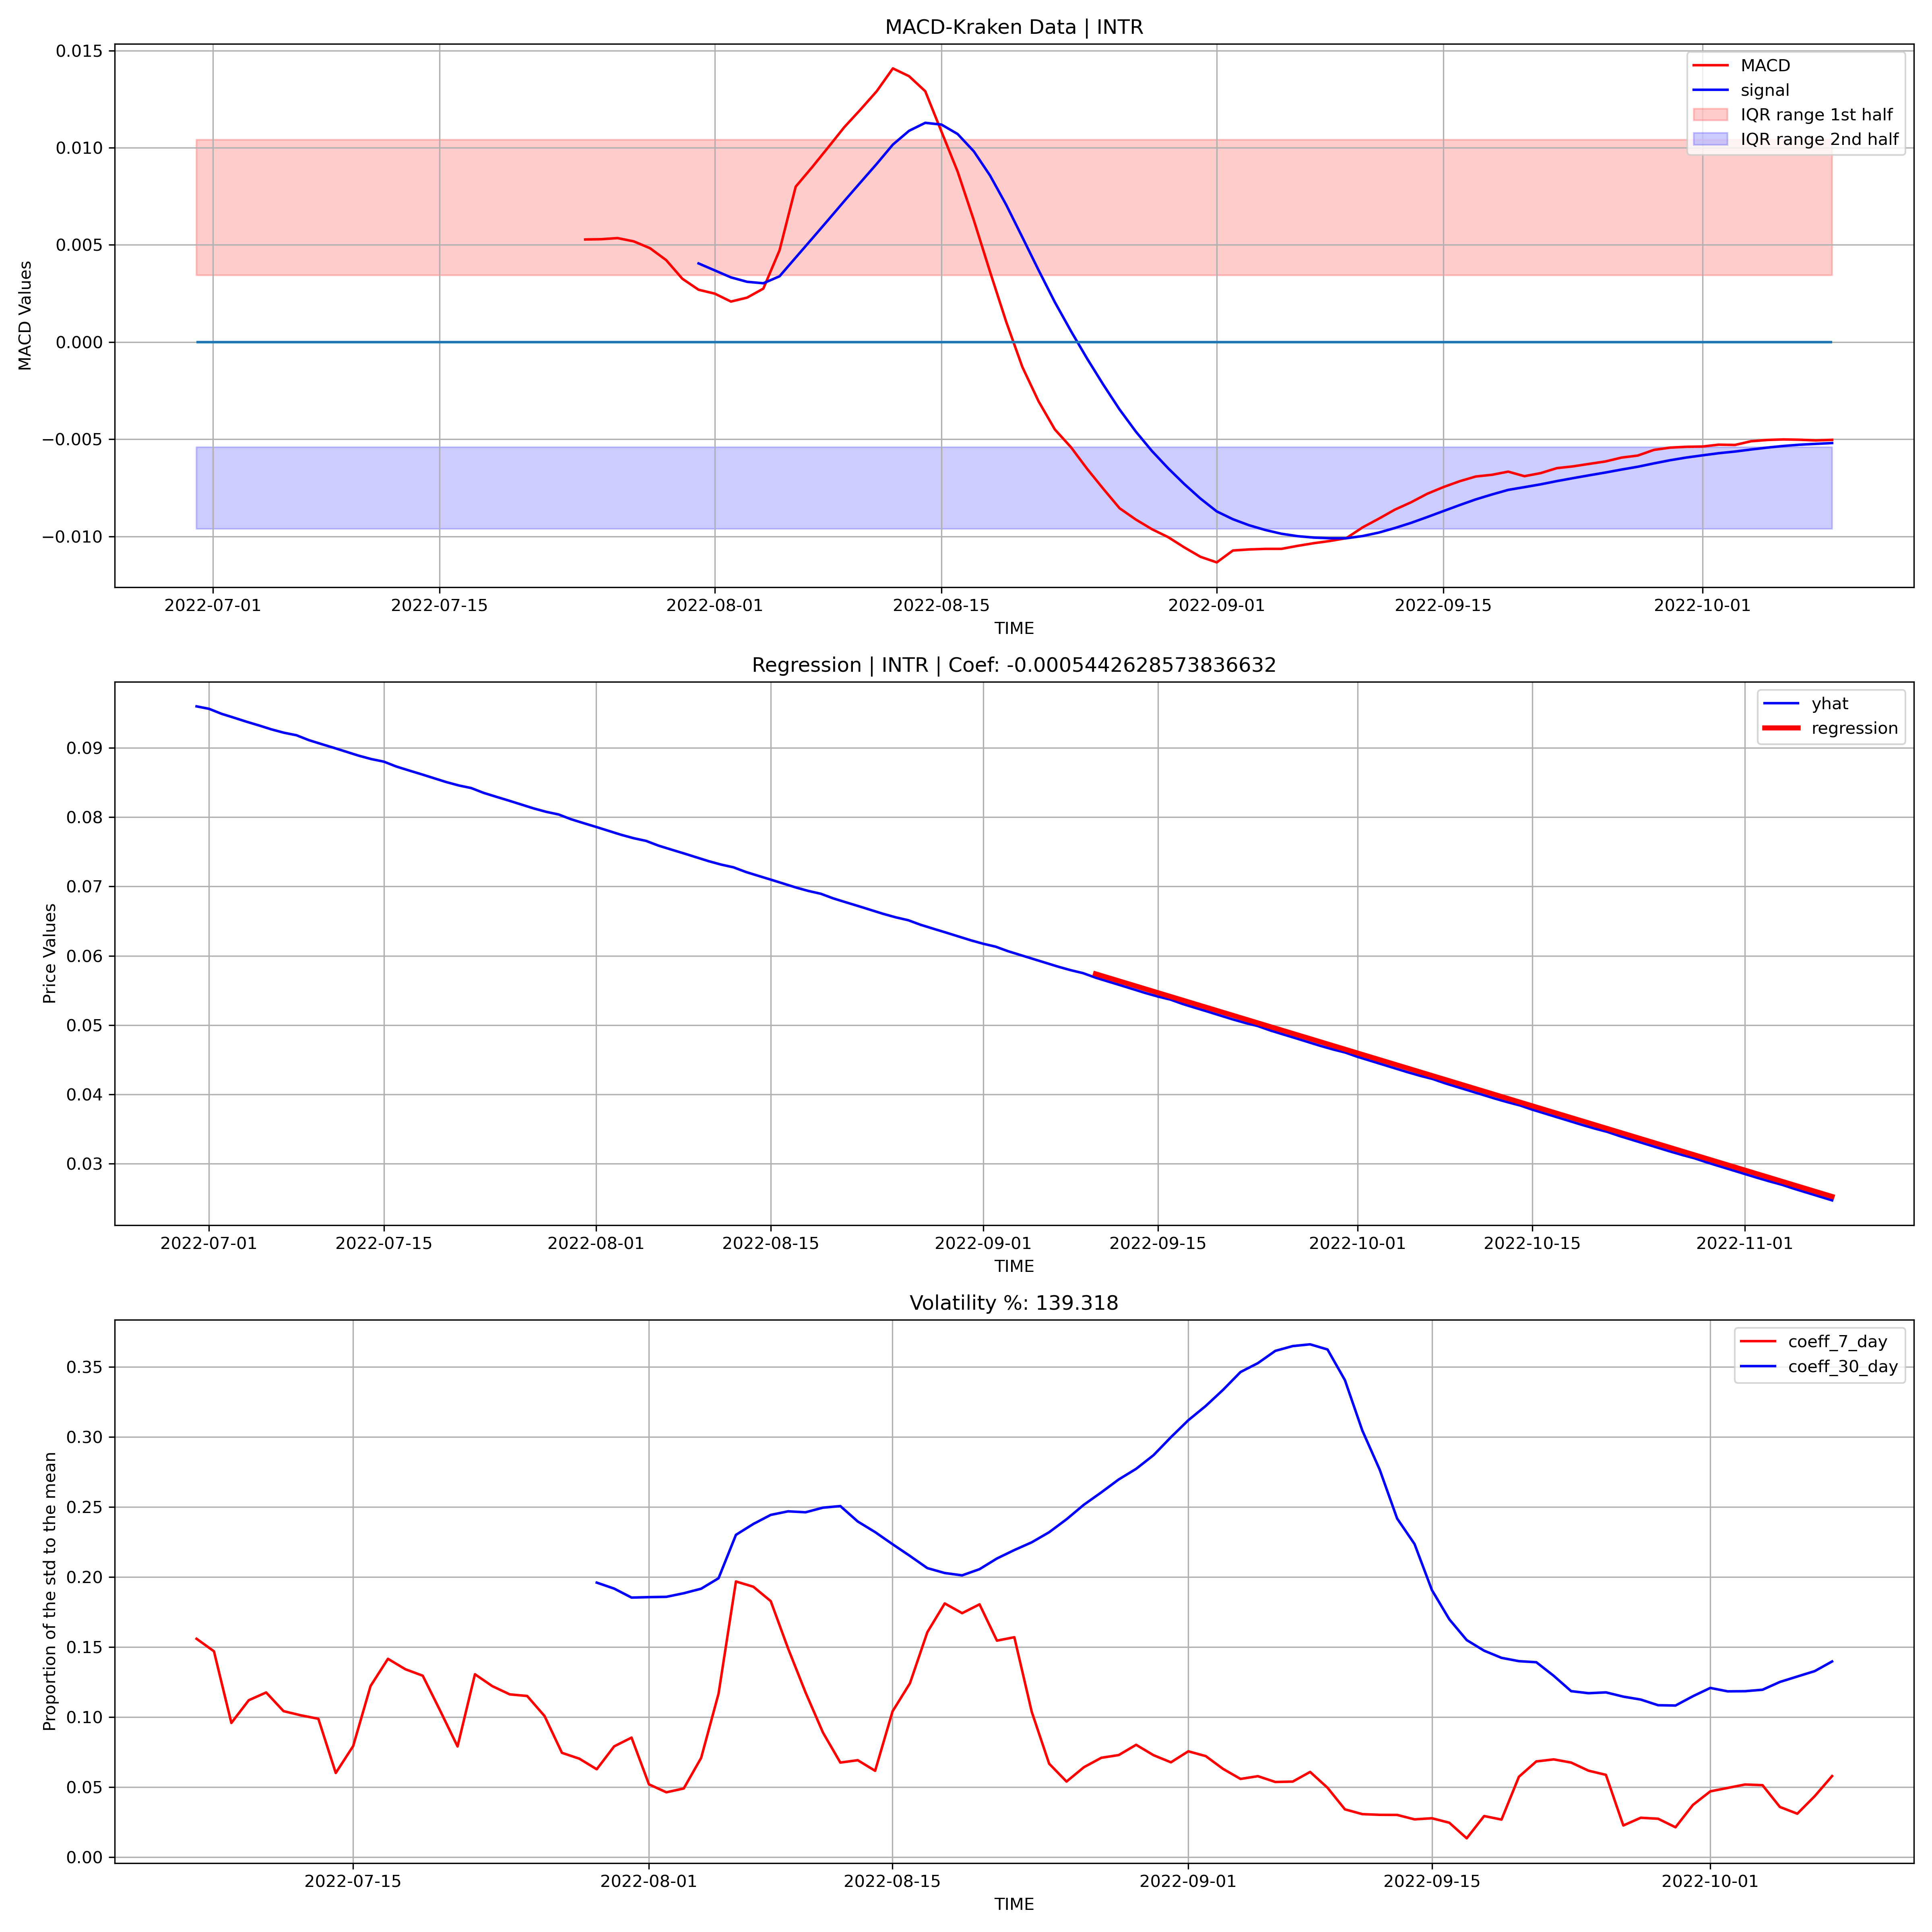 MACD-Kraken Data | INTR
0.015
0.010
0.005
0.000
−0.005
−0.010
MACD Values
MACD
signal
IQR range 1st half
IQR range 2nd half
2022-07-01 2022-07-15 2022-08-01 2022-08-15 2022-09-01 2022-09-15 2022-10-01
TIME
Regression | INTR | Coef: -0.0005442628573836632
0.09
0.08
0.07
0.06
0.05
0.04
0.03
Price Values
yhat
regression
2022-07-01 2022-07-15 2022-08-01 2022-08-15 2022-09-01 2022-09-15 2022-10-01 2022-10-15 2022-11-01
TIME
Volatility %: 139.318
0.35
0.30
0.25
0.20
0.15
0.10
0.05
0.00
Proportion of the std to the mean
coeff_7_day
coeff_30_day
2022-07-15 2022-08-01 2022-08-15 2022-09-01 2022-09-15 2022-10-01
TIME